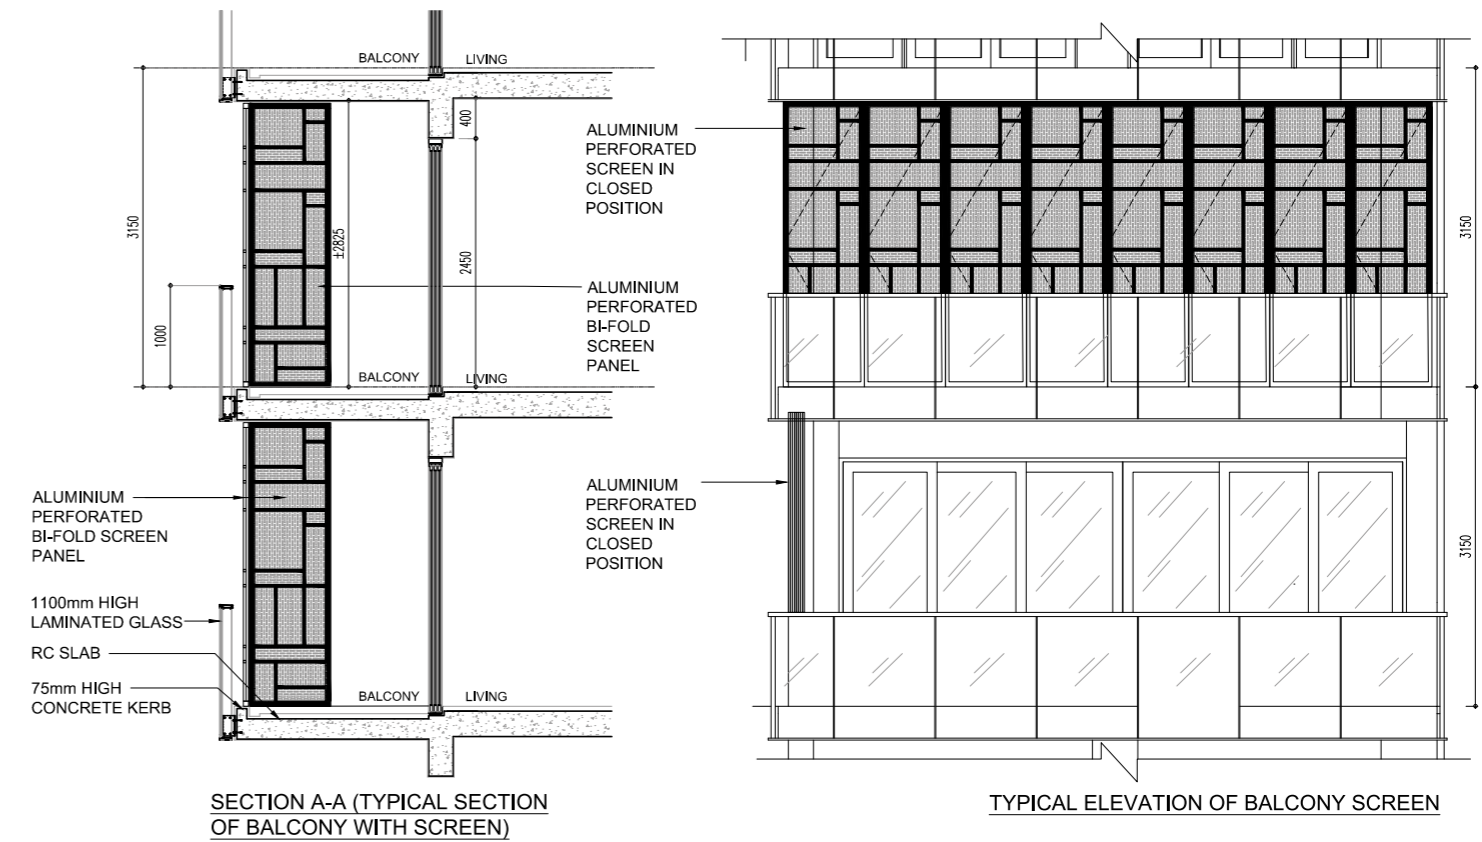 BALCONY
LIVING
400
3150
±2825
2450
1000
BALCONY
LIVING
ALUMINIUM
PERFORATED
SCREEN IN
CLOSED
POSITION
ALUMINIUM
PERFORATED
BI-FOLD
SCREEN
PANEL
ALUMINIUM
PERFORATED
BI-FOLD SCREEN
PANEL
1100mm HIGH
LAMINATED GLASS
RC SLAB
75mm HIGH
CONCRETE KERB
BALCONY
LIVING
ALUMINIUM
PERFORATED
SCREEN IN
CLOSED
POSITION
3150
3150
SECTION A-A (TYPICAL SECTION
OF BALCONY WITH SCREEN)
TYPICAL ELEVATION OF BALCONY SCREEN